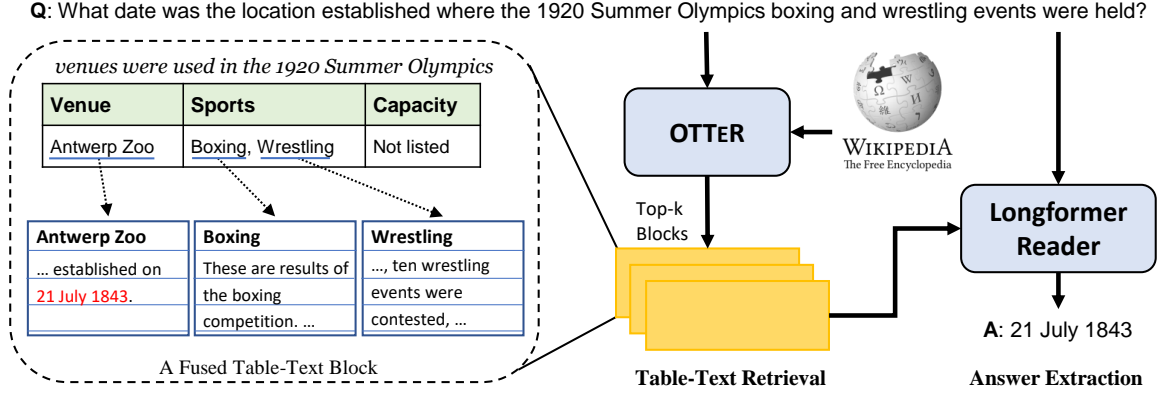 Q: What date was the location established where the 1920 Summer Olympics boxing and wrestling events were held?
venues were used in the 1920 Summer Olympics
Venue Sports Capacity
Antwerp Zoo Boxing, Wrestling Not listed
Antwerp Zoo
... established on
21 July 1843.
Boxing
These are results of
the boxing
competition. ...
Wrestling
..., ten wrestling
events were
contested, ...
A Fused Table-Text Block
OTTER
WIKIPEDIA
The Free Encyclopedia
Top-k
Blocks
Table-Text Retrieval
Longformer
Reader
A: 21 July 1843
Answer Extraction